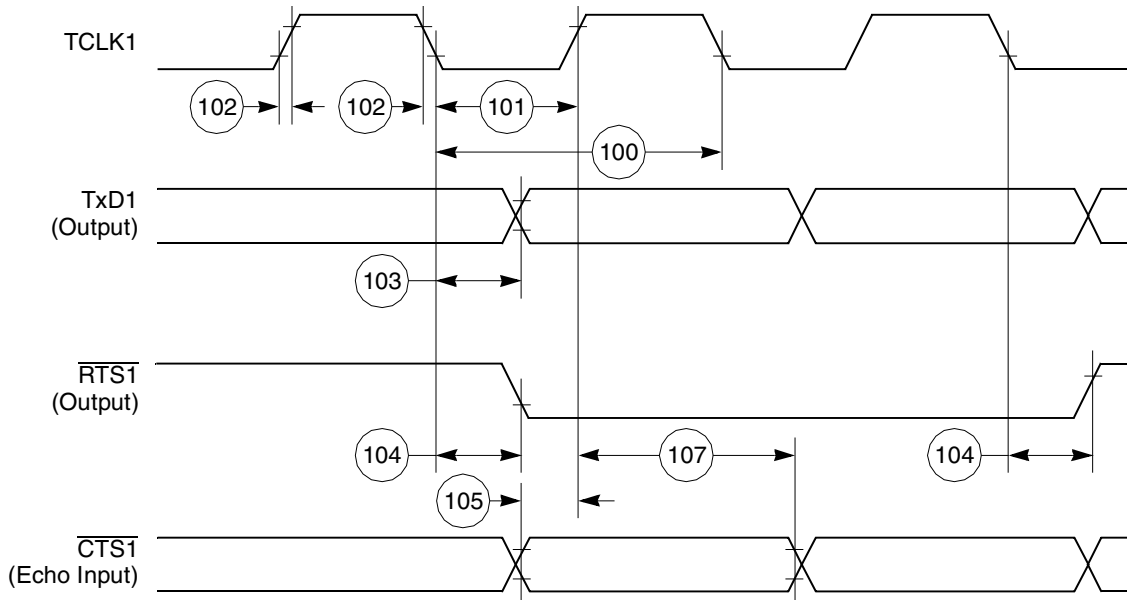 TCLK1
102
102
101
100
TxD1
(Output)
103
RTS1
(Output)
104
107
104
105
CTS1
(Echo Input)